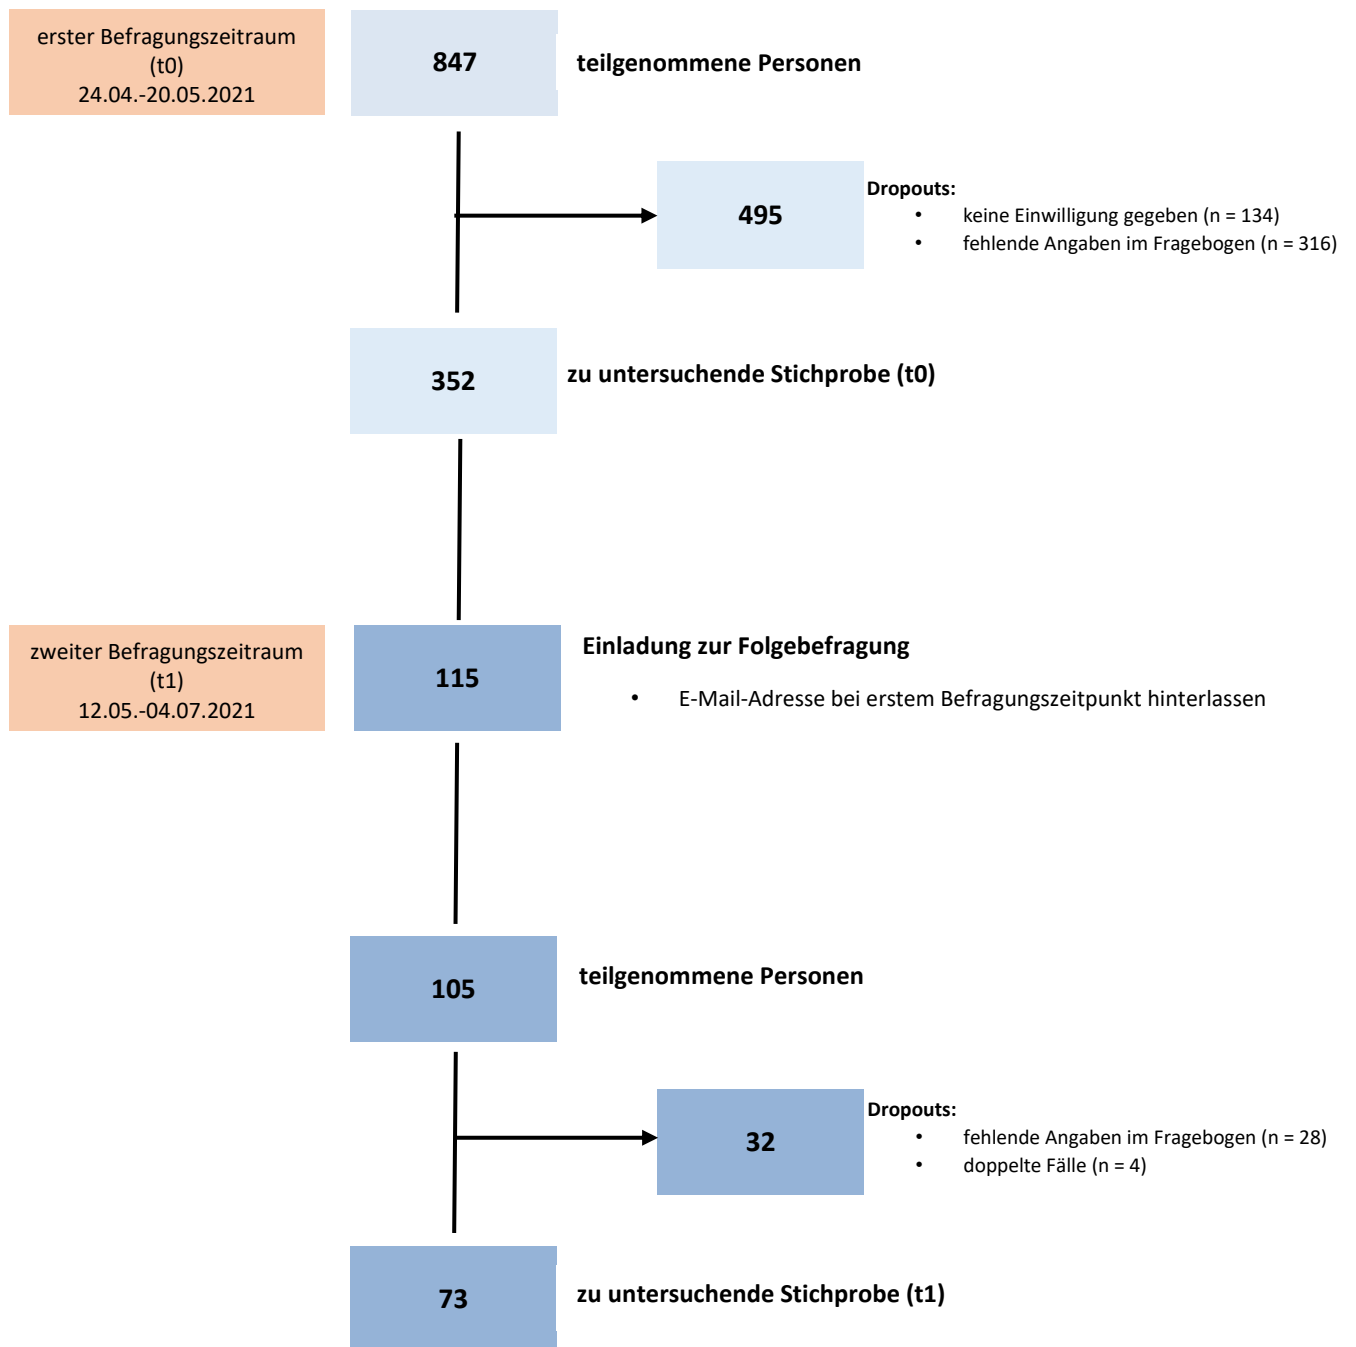 erster Befragungszeitraum
(t0)
24.04.-20.05.2021
847
teilgenommene Personen
495
Dropouts:
• keine Einwilligung gegeben (n = 134)
• fehlende Angaben im Fragebogen (n = 316)
352
zu untersuchende Stichprobe (t0)
zweiter Befragungszeitraum
(t1)
12.05.-04.07.2021
115
Einladung zur Folgebefragung
• E-Mail-Adresse bei erstem Befragungszeitpunkt hinterlassen
105
teilgenommene Personen
32
Dropouts:
• fehlende Angaben im Fragebogen (n = 28)
• doppelte Fälle (n = 4)
73
zu untersuchende Stichprobe (t1)